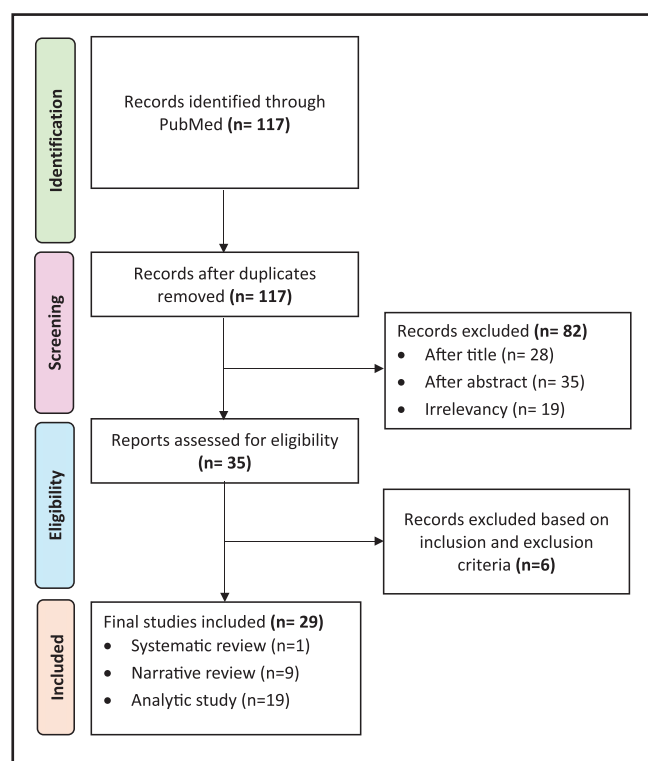 Identification
Records identified through
PubMed (n= 117)
Screening
Records after duplicates
removed (n= 117)
Records excluded (n= 82)
• After title (n= 28)
• After abstract (n= 35)
• Irrelevancy (n= 19)
Eligibility
Reports assessed for eligibility
(n= 35)
Records excluded based on
inclusion and exclusion
criteria (n=6)
Included
Final studies included (n= 29)
• Systematic review (n=1)
• Narrative review (n=9)
• Analytic study (n=19)